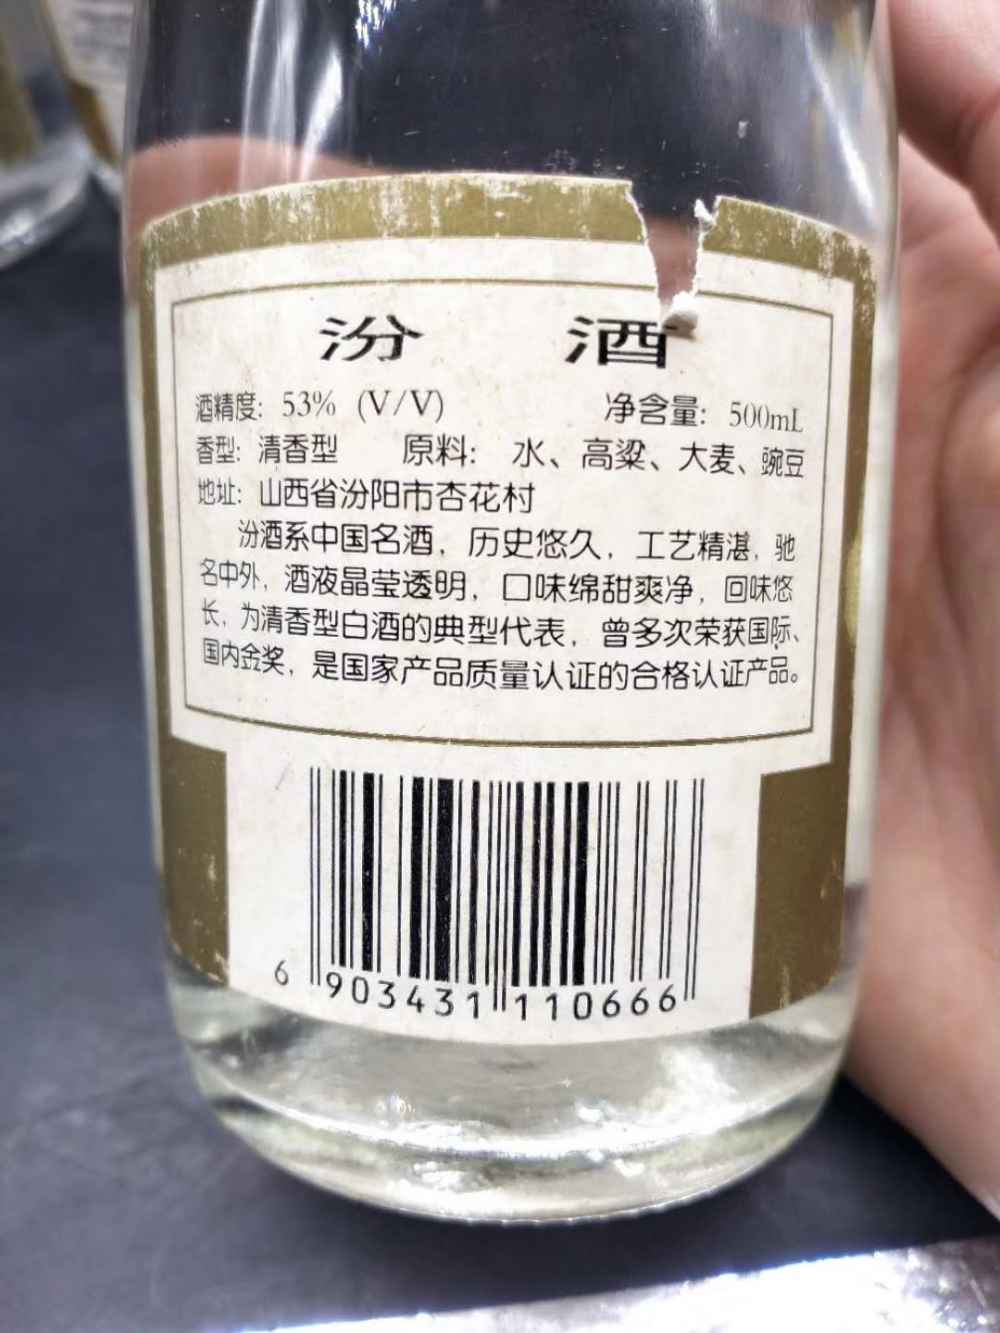 汾 酒
酒精度: 53% (V/V) 净含量: 500mL
香型: 清香型 原料: 水、高粱、大麦、豌豆
地址: 山西省汾阳市杏花村
汾酒系中国名酒, 历史悠久, 工艺精湛, 驰
名中外, 酒液晶莹透明, 口味绵甜爽净, 回味悠
长, 为清香型白酒的典型代表, 曾多次荣获国际、
国内金奖, 是国家产品质量认证的合格认证产品。
6 903431 110666